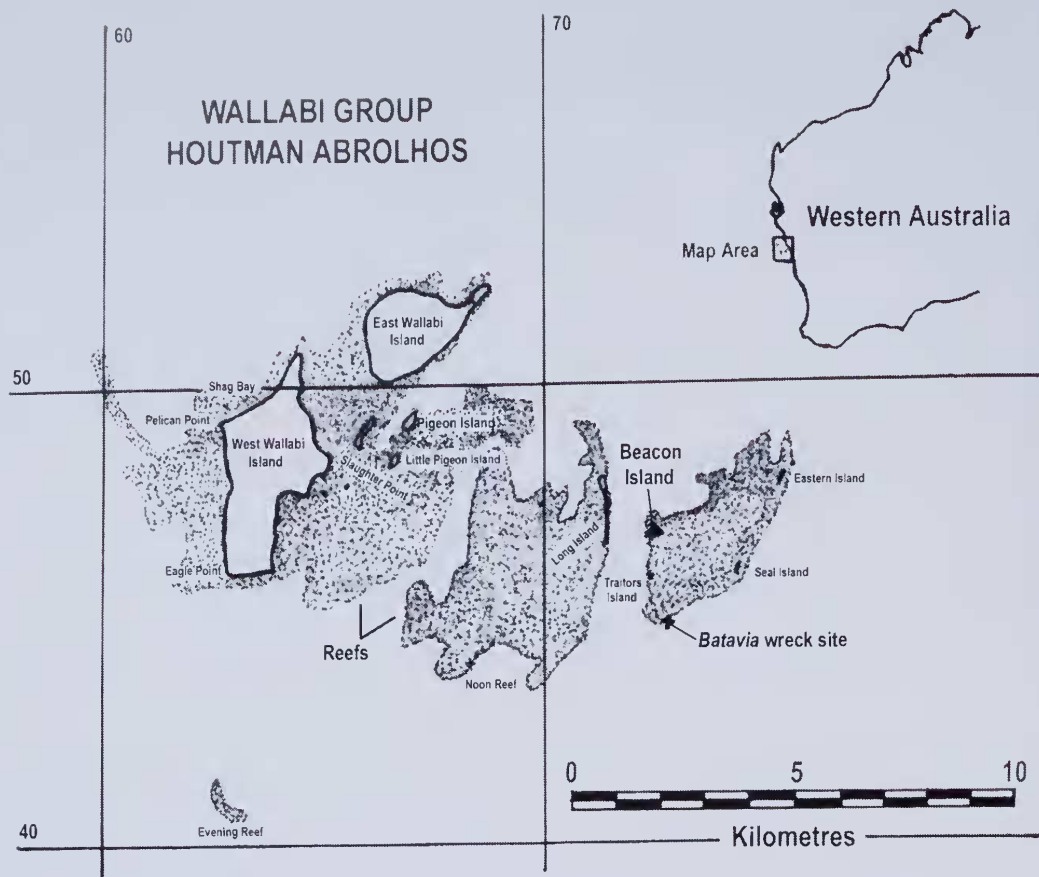 60
70
WALLABI GROUP
HOUTMAN ABROLHOS
Western Australia
Map Area
East Wallabi
Island
50
Shag Bay
Pelican Point
Pigeon Island
West Wallabi
Island
Little Pigeon Island
Slaughter Point
Beacon
Island
Eastern Island
Long Island
Eagle Point
Traitors
Island
Seal Island
Reefs
Batavia wreck site
Noon Reef
0
5
10
Evening Reef
40
Kilometres